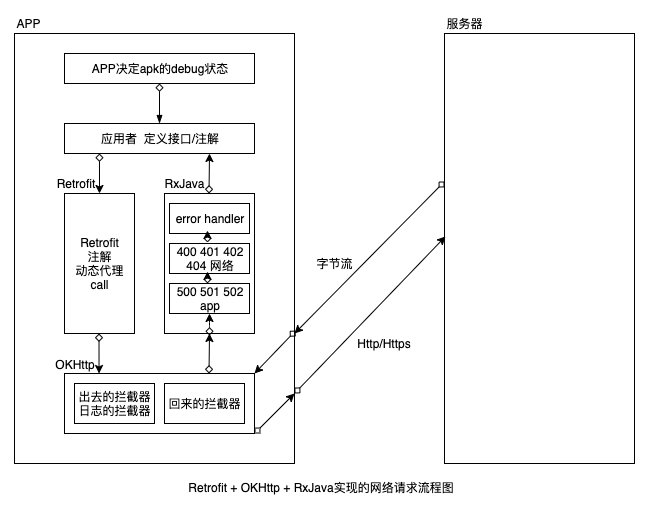 APP
服务器
APP决定apk的debug状态
应用者  定义接口/注解
Retrofit
RxJava
Retrofit
注解
动态代理
call
error handler
400 401 402
404 网络
500 501 502
app
字节流
Http/Https
OKHttp
出去的拦截器
日志的拦截器
回来的拦截器
Retrofit + OKHttp + RxJava实现的网络请求流程图